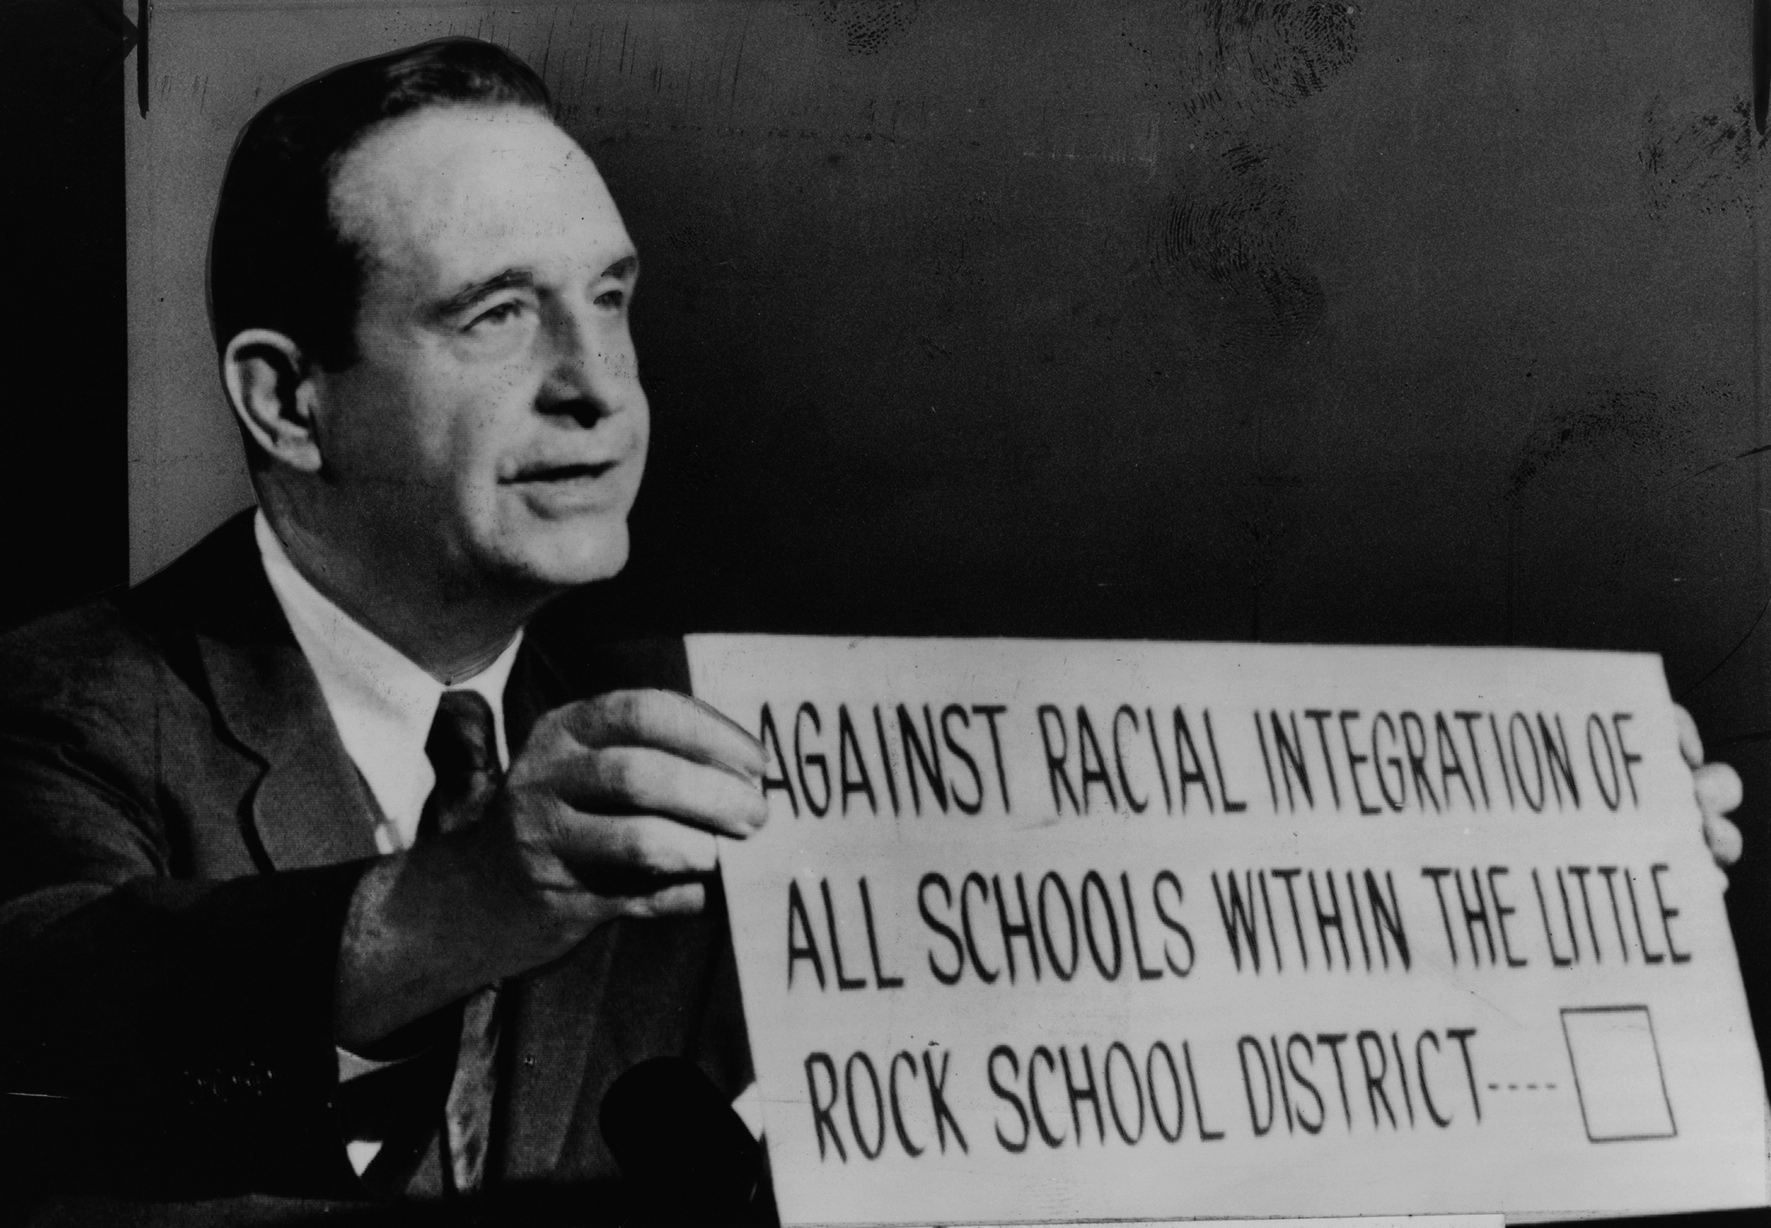 AGAINST RACIAL INTEGRATION OF
ALL SCHOOLS WITHIN THE LITTLE
ROCK SCHOOL DISTRICT----